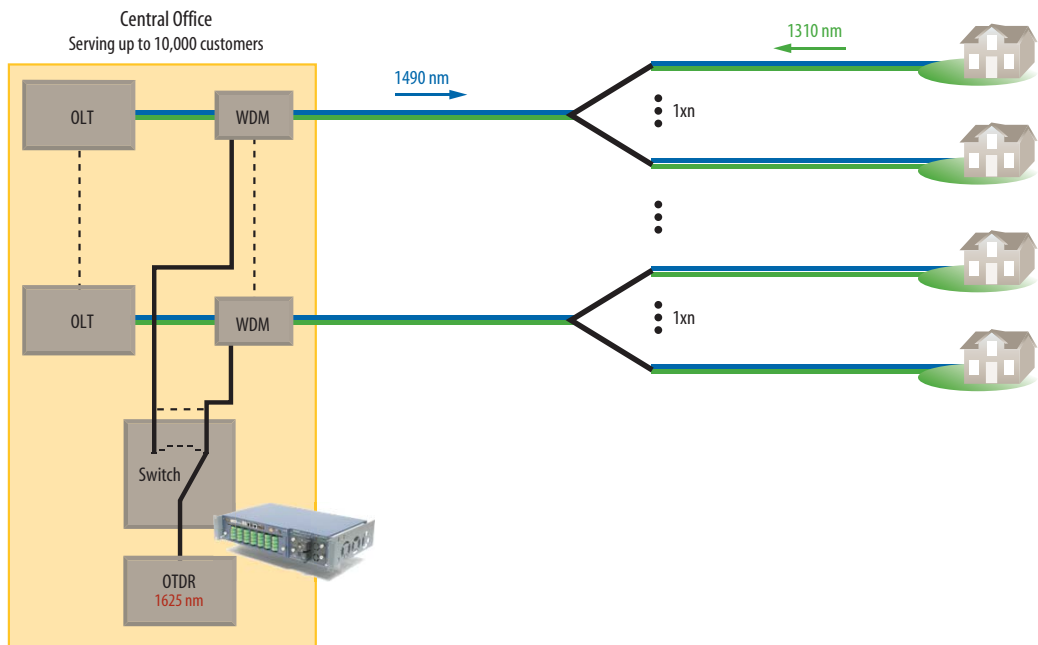 Central Office
Serving up to 10,000 customers
1310 nm
1490 nm
OLT
WDM
1xn
OLT
WDM
1xn
Switch
OTDR
1625 nm